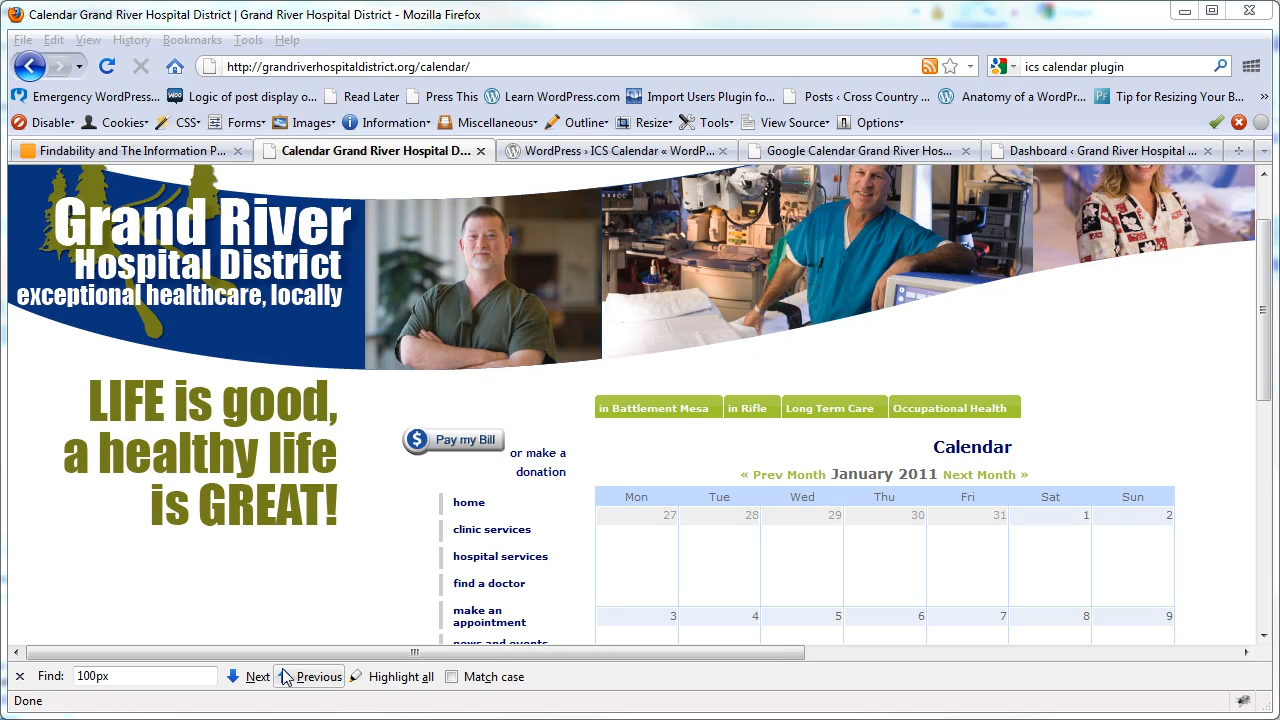 Calendar Grand River Hospital District | Grand River Hospital District - Mozilla Firefox
File Edit View History Bookmarks Tools Help
http://grandriverhospitaldistrict.org/calendar/
ics calendar plugin
Emergency WordPress... Logic of post display o... Read Later Press This Learn WordPress.com Import Users Plugin fo... Posts ‹ Cross Country ... Anatomy of a WordPr... Tip for Resizing Your B... »
Disable Cookies CSS Forms Images Information Miscellaneous Outline Resize Tools View Source Options
Findability and The Information P... Calendar Grand River Hospital D... WordPress › ICS Calendar « WordP... Google Calendar Grand River Hos... Dashboard ‹ Grand River Hospital ...
Grand River
Hospital District
exceptional healthcare, locally
LIFE is good,
a healthy life
is GREAT!
in Battlement Mesa in Rifle Long Term Care Occupational Health
$ Pay my Bill
or make a
donation
home
clinic services
hospital services
find a doctor
make an
appointment
news and events
Calendar
« Prev Month January 2011 Next Month »
Mon Tue Wed Thu Fri Sat Sun
27 28 29 30 31 1 2
3 4 5 6 7 8 9
Find: 100px Next Previous Highlight all Match case
Done